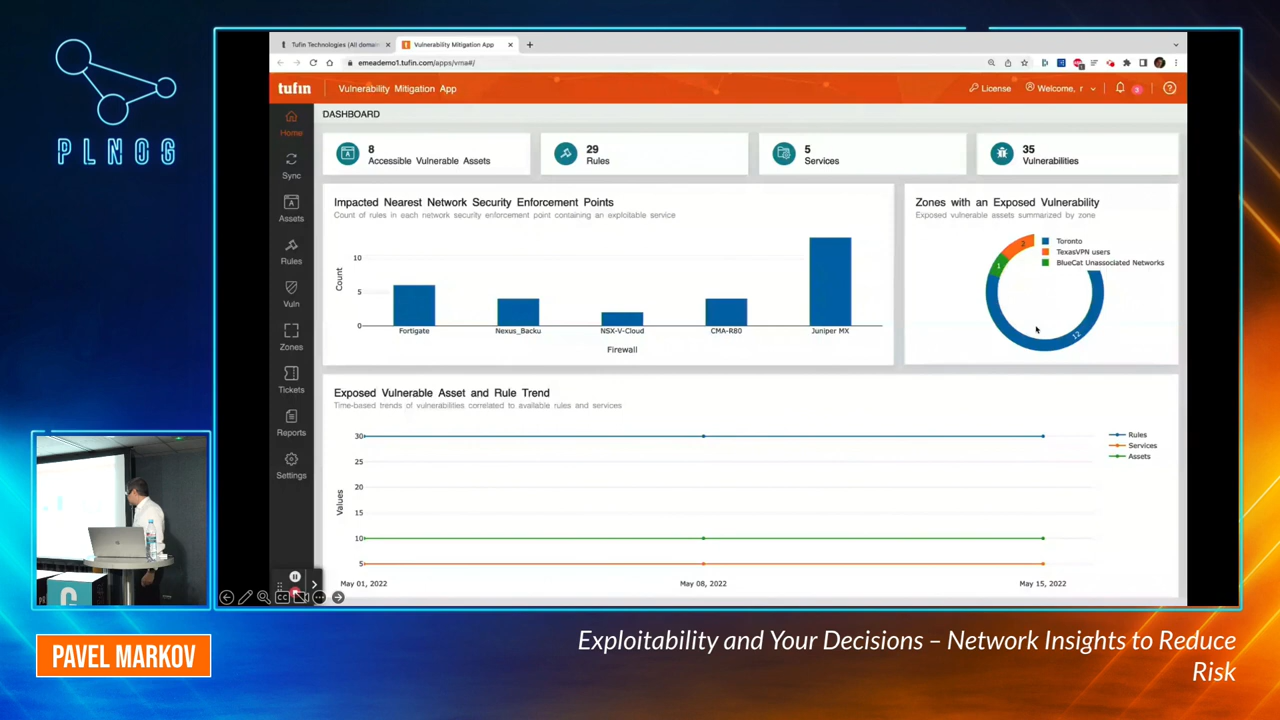 PLNOG
Tufin Technologies (All domai
Vulnerability Mitigation App
emeademo1.tufin.com/apps/vma#/
tufin
Vulnerability Mitigation App
License
Welcome, r
3
DASHBOARD
Home
Sync
Assets
Rules
Vuln
Zones
Tickets
Reports
Settings
8
Accessible Vulnerable Assets
29
Rules
5
Services
35
Vulnerabilities
Impacted Nearest Network Security Enforcement Points
Count of rules in each network security enforcement point containing an exploitable service
Count
10
5
0
Fortigate
Nexus_Backu
NSX-V-Cloud
CMA-R80
Juniper MX
Firewall
Zones with an Exposed Vulnerability
Exposed vulnerable assets summarized by zone
2
1
12
Toronto
TexasVPN users
BlueCat Unassociated Networks
Exposed Vulnerable Asset and Rule Trend
Time-based trends of vulnerabilities correlated to available rules and services
Values
30
25
20
15
10
5
May 01, 2022
May 08, 2022
May 15, 2022
Rules
Services
Assets
CC
G
PAVEL MARKOV
Exploitability and Your Decisions – Network Insights to Reduce
Risk